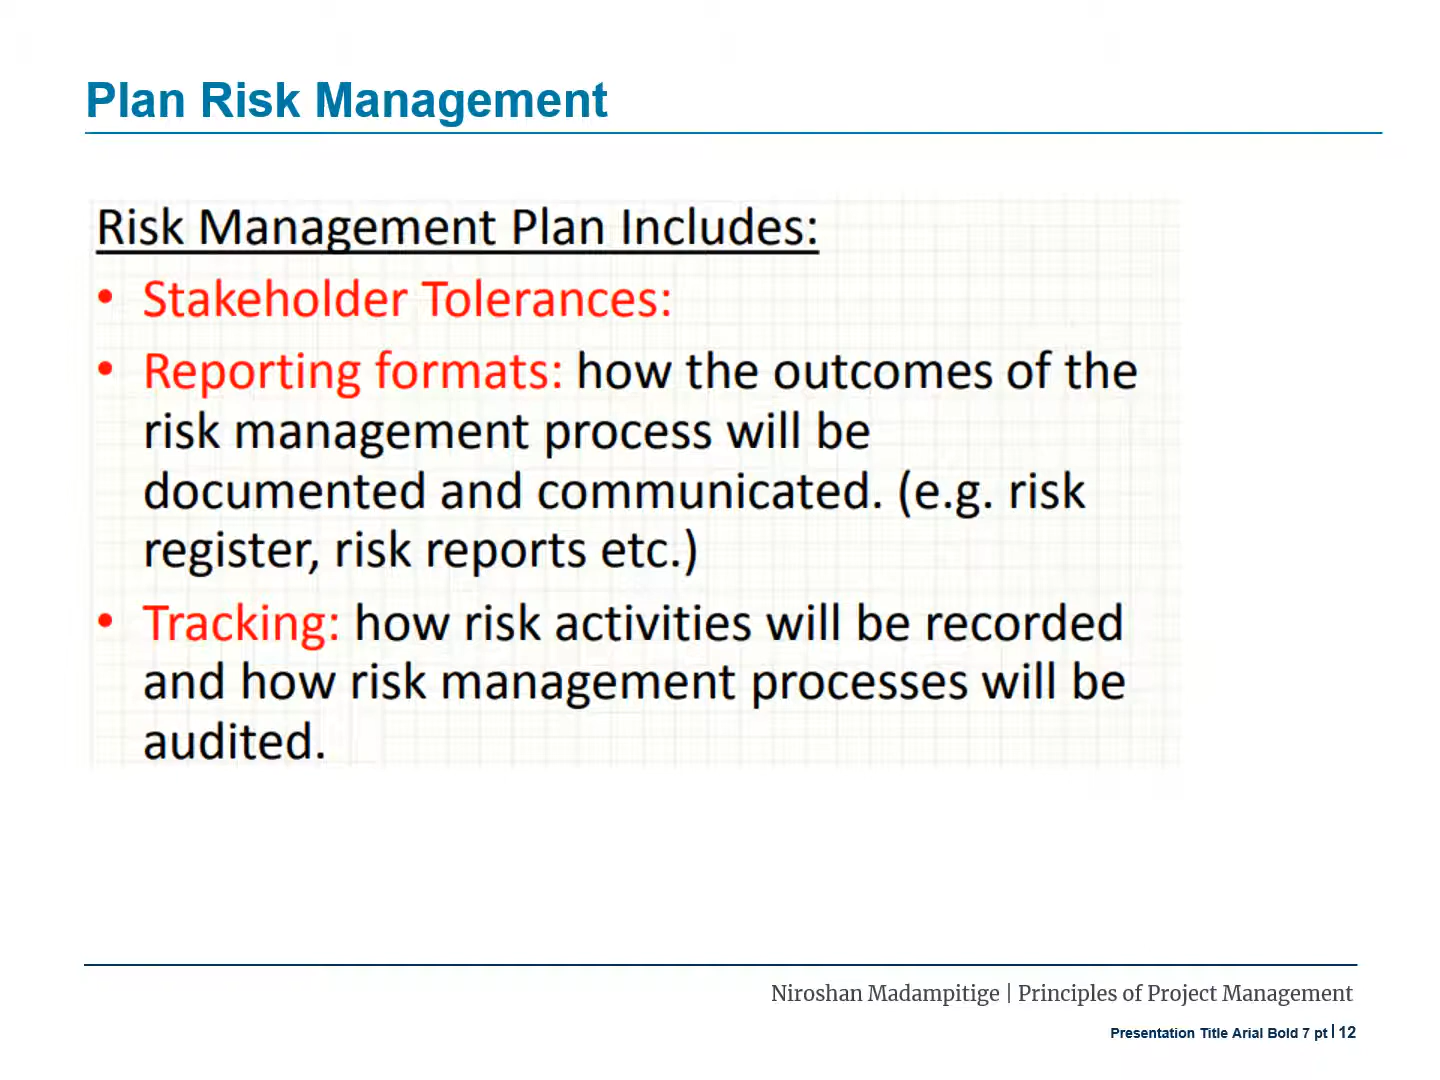 Plan Risk Management
Risk Management Plan Includes:
• Stakeholder Tolerances:
• Reporting formats: how the outcomes of the
risk management process will be
documented and communicated. (e.g. risk
register, risk reports etc.)
• Tracking: how risk activities will be recorded
and how risk management processes will be
audited.
Niroshan Madampitige | Principles of Project Management
Presentation Title Arial Bold 7 pt | 12